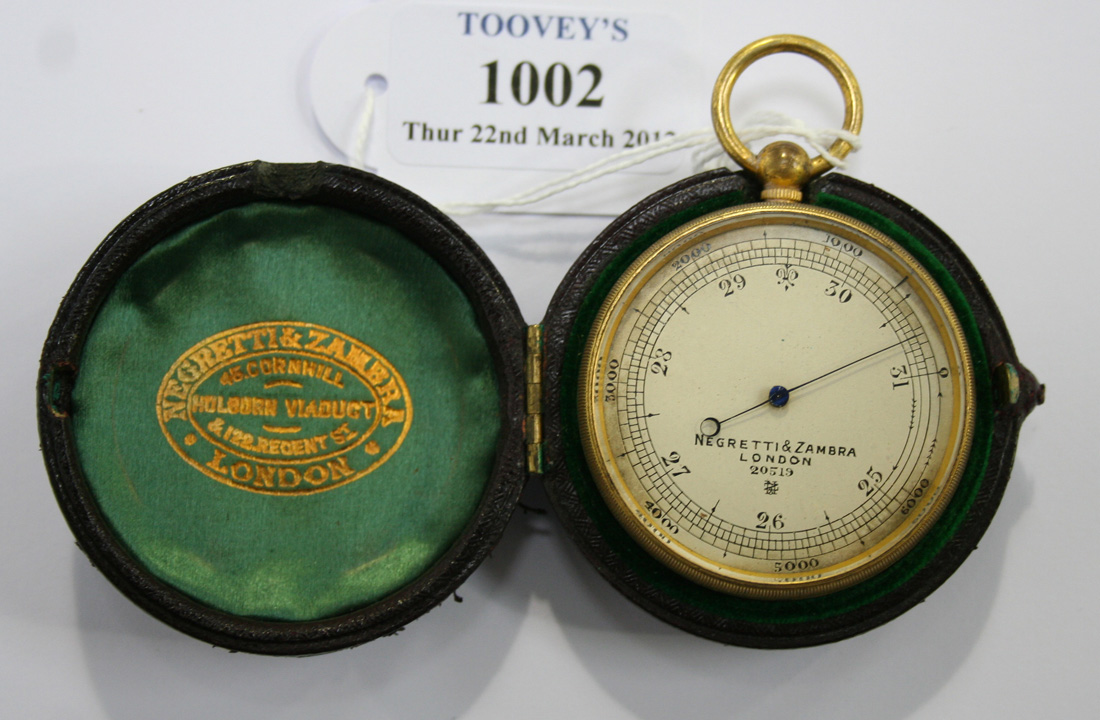 TOOVEY'S
1002
Thur 22nd March
NEGRETTI & ZAMBRA
45. CORNHILL
HOLBORN VIADUCT
& 122. REGENT ST
LONDON
0
1000
2000
3000
4000
5000
6000
25
26
27
28
29
30
31
NEGRETTI & ZAMBRA
LONDON
20519